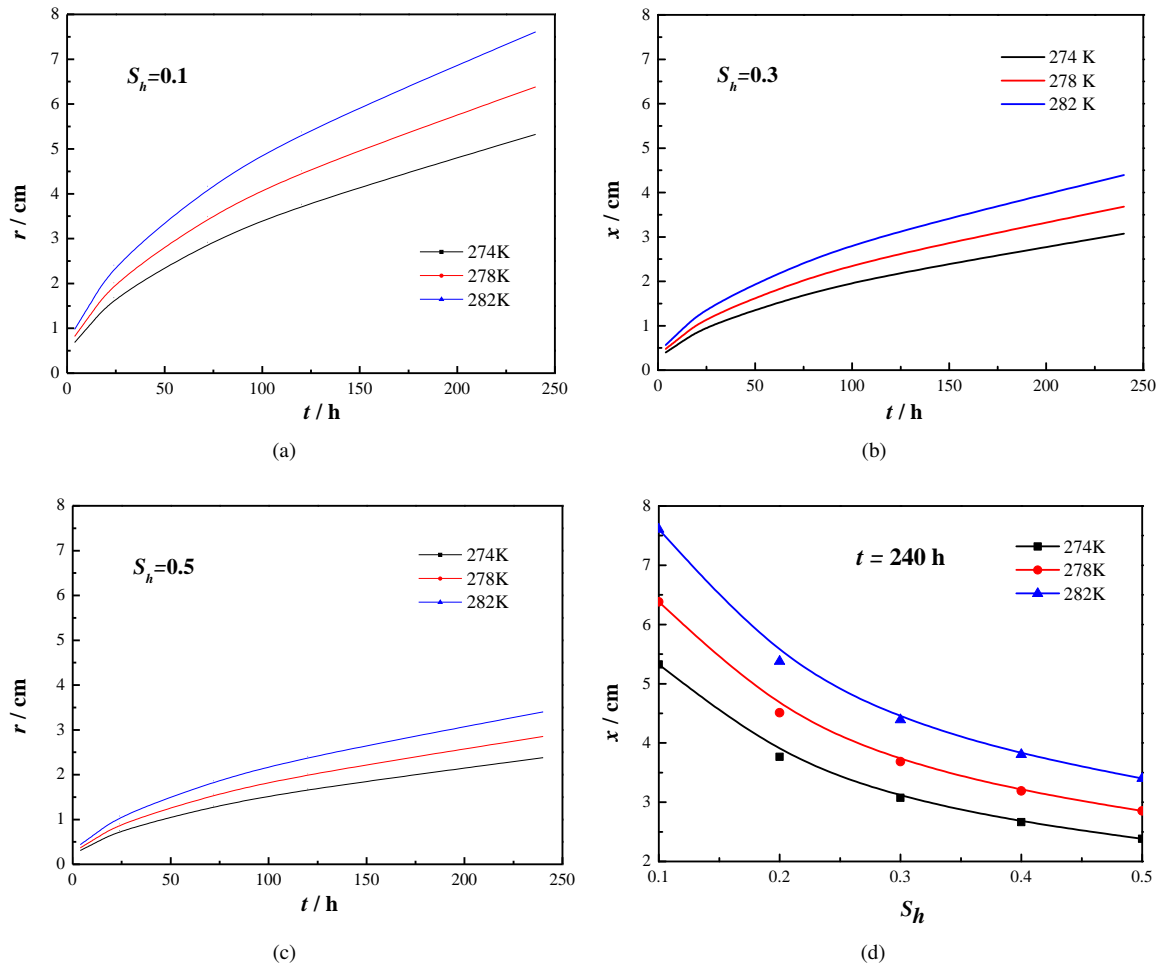 8
7
6
5
4
3
2
1
0
r / cm
S_h=0.1
274K
278K
282K
0 50 100 150 200 250
t / h
(a)
8
7
6
5
4
3
2
1
0
x / cm
S_h=0.3
274 K
278 K
282 K
0 50 100 150 200 250
t / h
(b)
8
7
6
5
4
3
2
1
0
r / cm
S_h=0.5
274K
278K
282K
0 50 100 150 200 250
t / h
(c)
8
7
6
5
4
3
2
x / cm
t = 240 h
274K
278K
282K
0.1 0.2 0.3 0.4 0.5
S_h
(d)